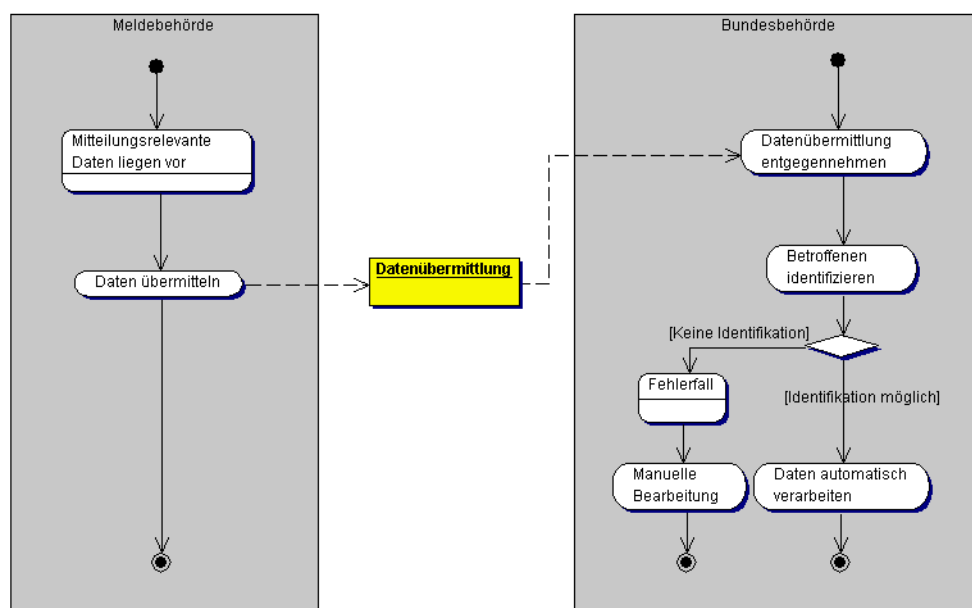 Meldebehörde
Mitteilungsrelevante
Daten liegen vor
Daten übermitteln
Datenübermittlung
Bundesbehörde
Datenübermittlung
entgegennehmen
Betroffenen
identifizieren
[Keine Identifikation]
Fehlerfall
[Identifikation möglich]
Manuelle
Bearbeitung
Daten automatisch
verarbeiten